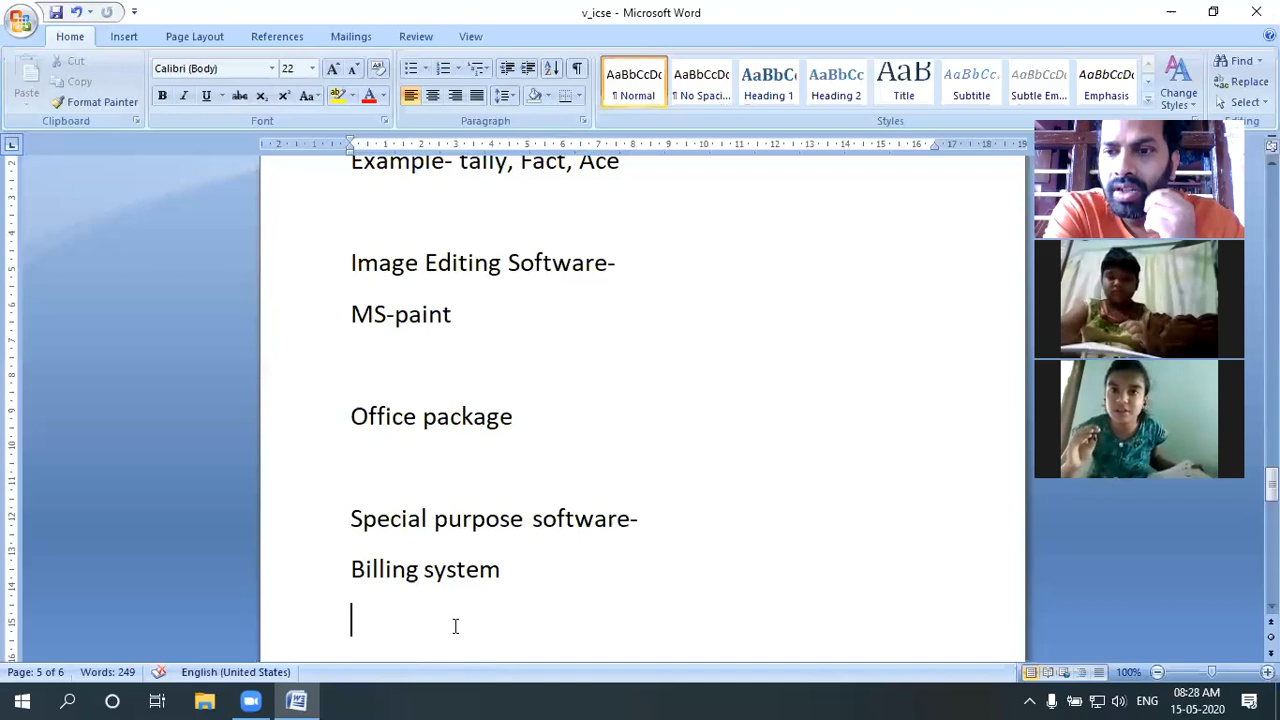 v_icse - Microsoft Word
Home Insert Page Layout References Mailings Review View
Cut
Copy
Paste
Format Painter
Clipboard
Calibri (Body) 22
Font
Paragraph
AaBbCcDc AaBbCcDc AaBbC AaBbCc AaB AaBbCc. AaBbCcDc AaBbCcDc
¶ Normal ¶ No Spaci... Heading 1 Heading 2 Title Subtitle Subtle Em... Emphasis
Change
Styles
Styles
Find
Replace
Select
Editing
Example- tally, Fact, Ace
Image Editing Software-
MS-paint
Office package
Special purpose software-
Billing system
Page: 5 of 6 Words: 249 English (United States) 100%
ENG 08:28 AM
15-05-2020